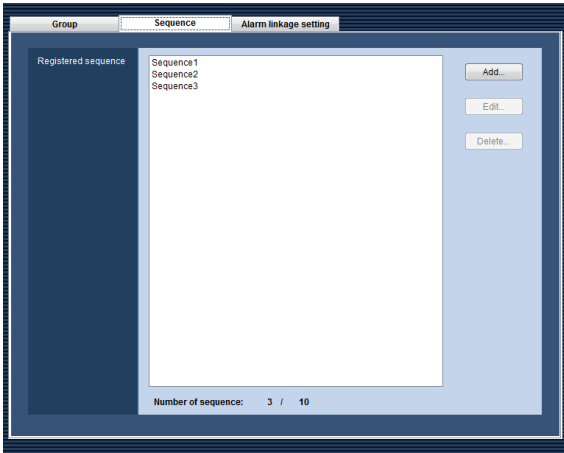 Group Sequence Alarm linkage setting
Registered sequence
Sequence1
Sequence2
Sequence3
Add...
Edit...
Delete...
Number of sequence: 3 / 10